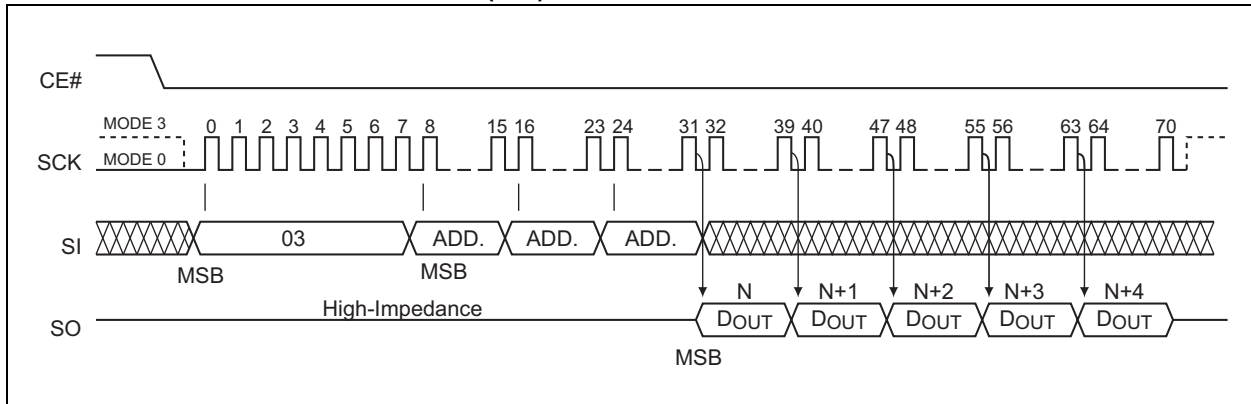 CE#
MODE 3
0 1 2 3 4 5 6 7 8 15 16 23 24 31 32 39 40 47 48 55 56 63 64 70
SCK
MODE 0
SI
03
ADD.
ADD.
ADD.
MSB
MSB
N N+1 N+2 N+3 N+4
High-Impedance
SO
DOUT DOUT DOUT DOUT DOUT
MSB